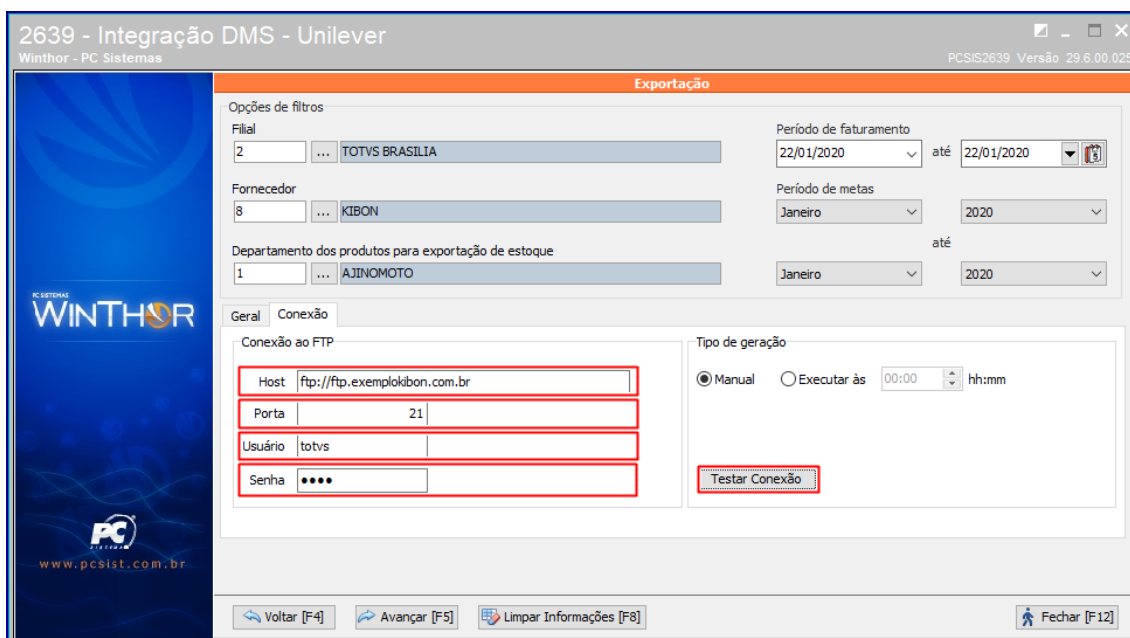 2639 - Integração DMS - Unilever
Winthor - PC Sistemas
PCSIS2639 Versão 29.6.00.025
Exportação
Opções de filtros
Filial
Período de faturamento
2 ... TOTVS BRASILIA
22/01/2020 até 22/01/2020
Fornecedor
Período de metas
8 ... KIBON
Janeiro 2020
Departamento dos produtos para exportação de estoque
até
1 ... AJINOMOTO
Janeiro 2020
PC SISTEMAS
WINTHOR
Geral Conexão
Conexão ao FTP
Tipo de geração
Host ftp://ftp.exemplokibon.com.br
Manual Executar às 00:00 hh:mm
Porta 21
Usuário totvs
Senha ••••
Testar Conexão
PC
SISTEMAS
www.pcsist.com.br
Voltar [F4] Avançar [F5] Limpar Informações [F8] Fechar [F12]